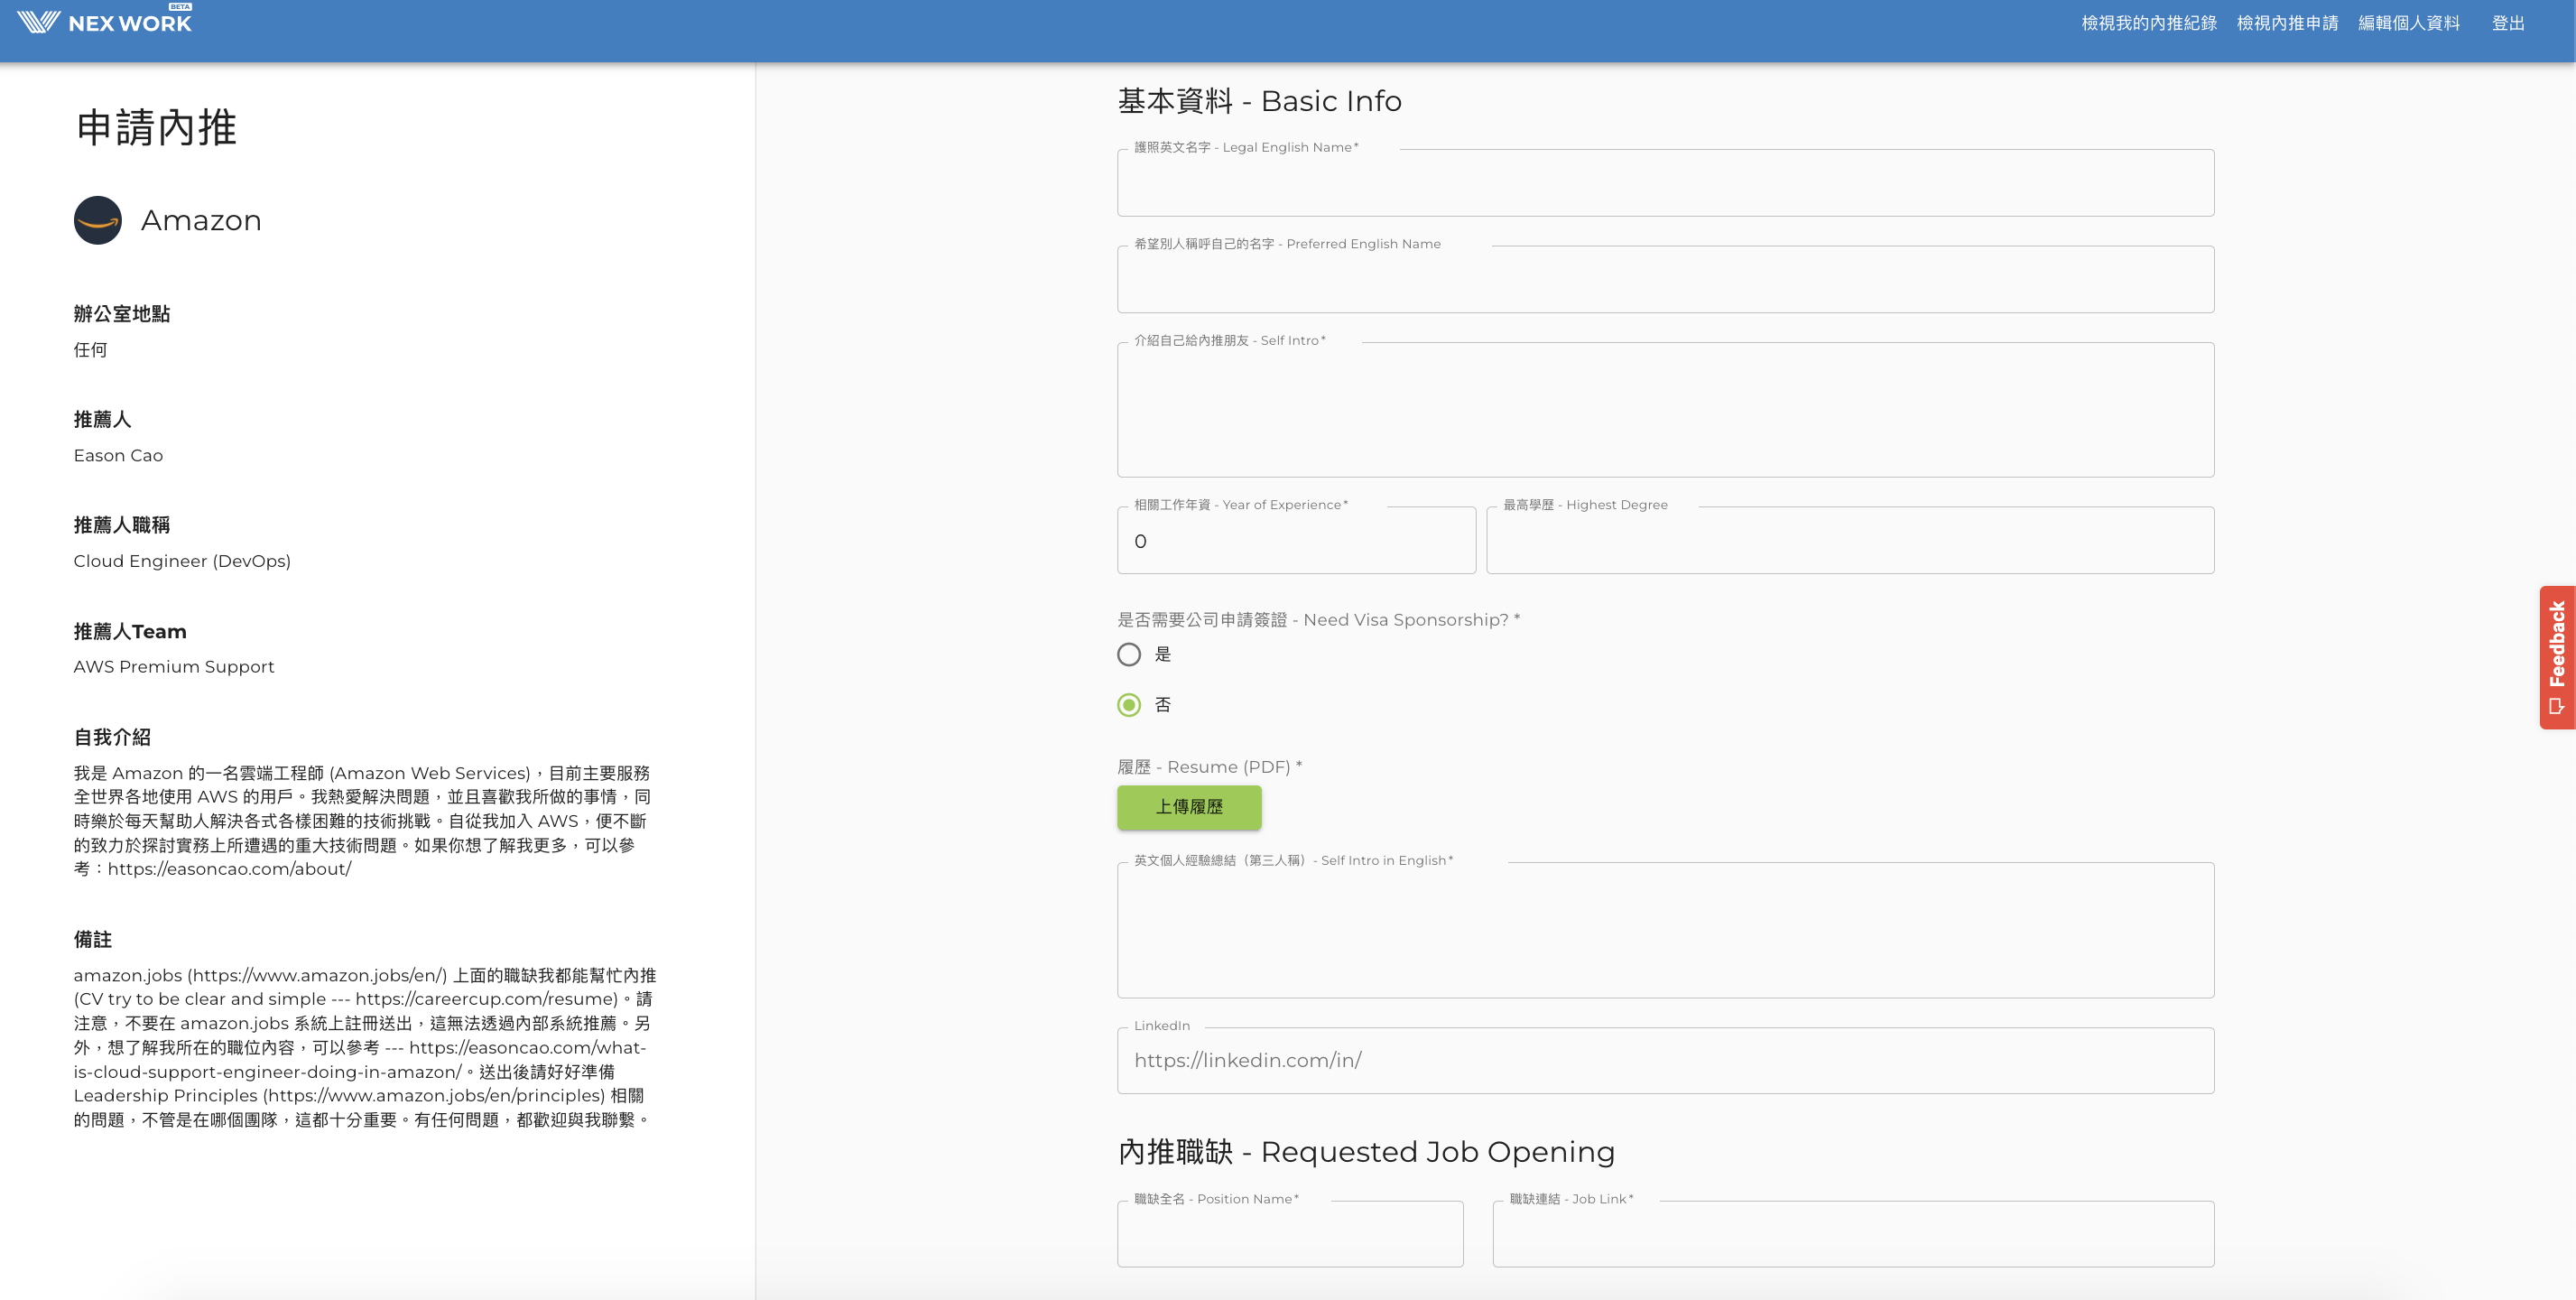 NEX WORK BETA
檢視我的內推紀錄 檢視內推申請 編輯個人資料 登出
申請內推
Amazon
辦公室地點
任何
推薦人
Eason Cao
推薦人職稱
Cloud Engineer (DevOps)
推薦人Team
AWS Premium Support
自我介紹
我是 Amazon 的一名雲端工程師 (Amazon Web Services)，目前主要服務
全世界各地使用 AWS 的用戶。我熱愛解決問題，並且喜歡我所做的事情，同
時樂於每天幫助人解決各式各樣困難的技術挑戰。自從我加入 AWS，便不斷
的致力於探討實務上所遭遇的重大技術問題。如果你想了解我更多，可以參
考：https://easoncao.com/about/
備註
amazon.jobs (https://www.amazon.jobs/en/) 上面的職缺我都能幫忙內推
(CV try to be clear and simple --- https://careercup.com/resume)。請
注意，不要在 amazon.jobs 系統上註冊送出，這無法透過內部系統推薦。另
外，想了解我所在的職位內容，可以參考 --- https://easoncao.com/what-
is-cloud-support-engineer-doing-in-amazon/。送出後請好好準備
Leadership Principles (https://www.amazon.jobs/en/principles) 相關
的問題，不管是在哪個團隊，這都十分重要。有任何問題，都歡迎與我聯繫。
基本資料 - Basic Info
護照英文名字 - Legal English Name *
希望別人稱呼自己的名字 - Preferred English Name
介紹自己給內推朋友 - Self Intro *
相關工作年資 - Year of Experience *
0
最高學歷 - Highest Degree
是否需要公司申請簽證 - Need Visa Sponsorship? *
是
否
履歷 - Resume (PDF) *
上傳履歷
英文個人經驗總結（第三人稱）- Self Intro in English *
LinkedIn
https://linkedin.com/in/
內推職缺 - Requested Job Opening
職缺全名 - Position Name *
職缺連結 - Job Link *
Feedback